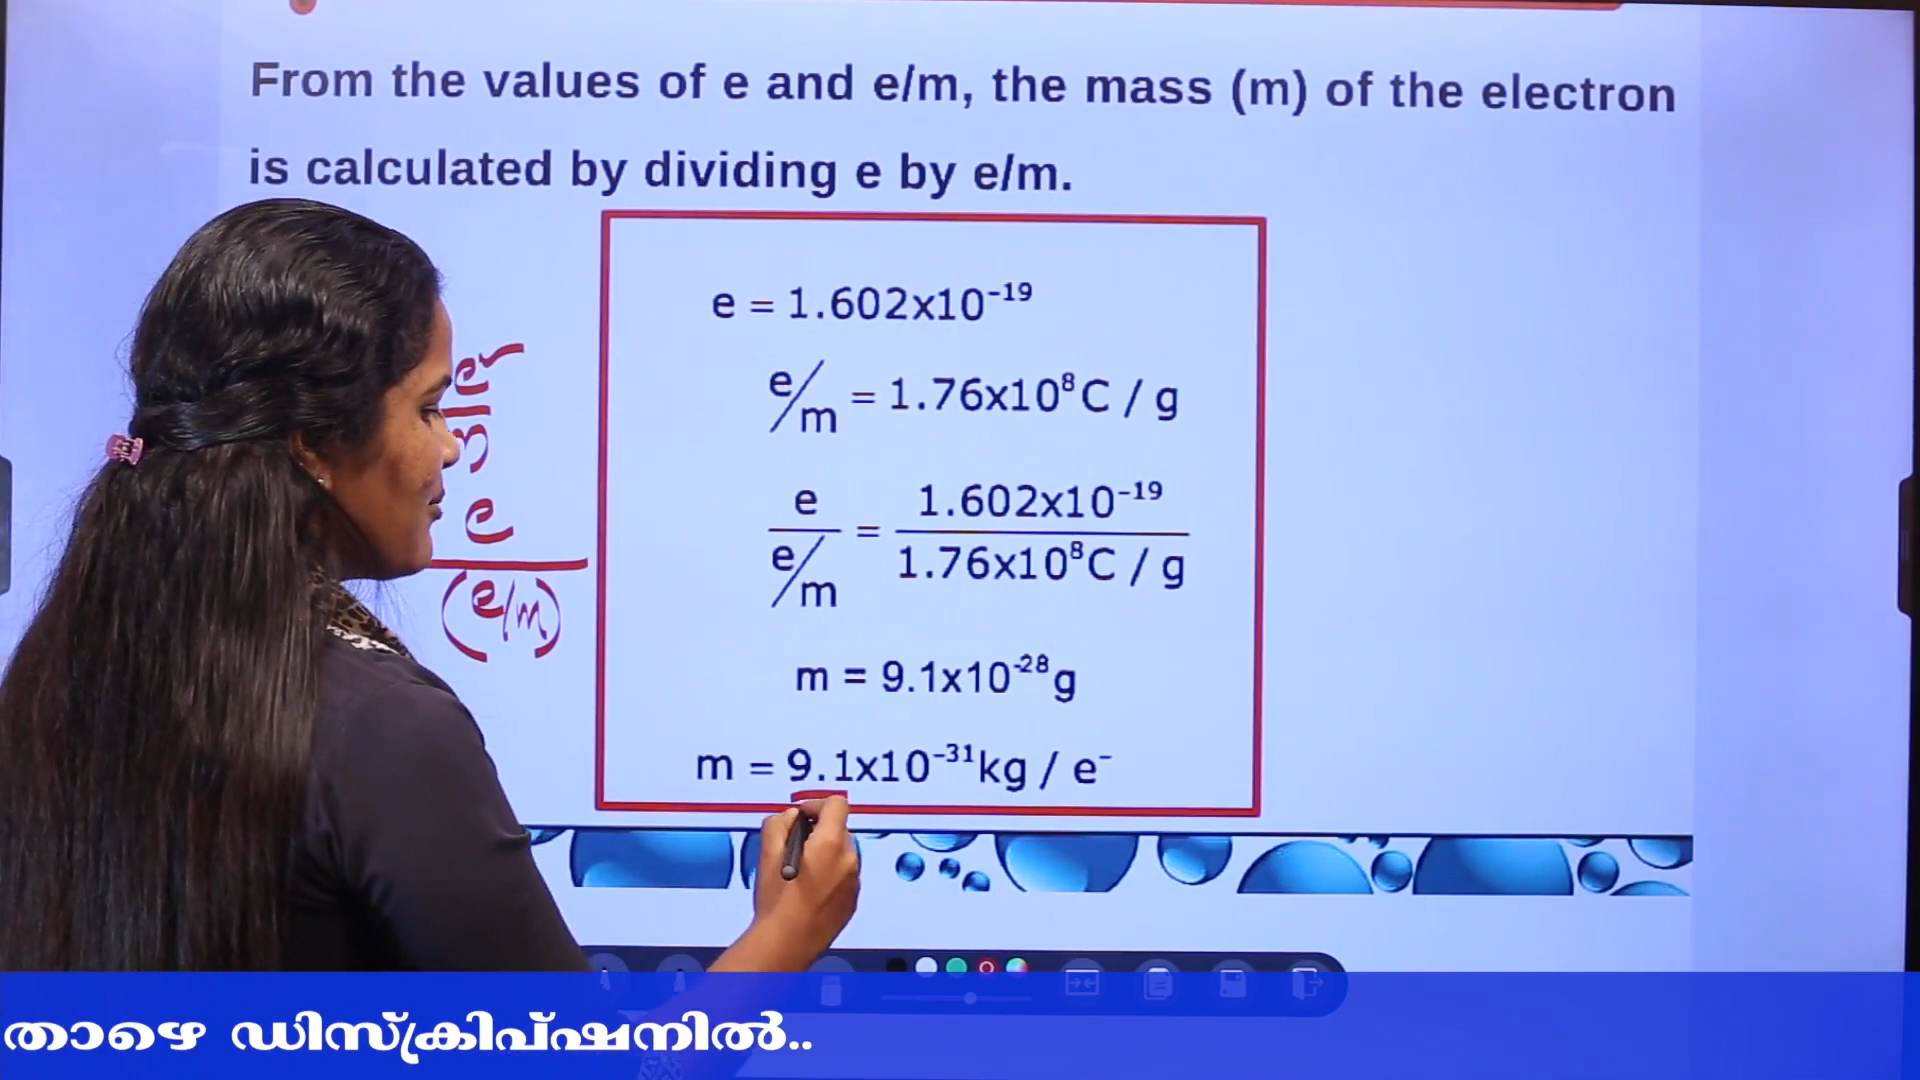 From the values of e and e/m, the mass (m) of the electron
is calculated by dividing e by e/m.
e = 1.602x10⁻¹⁹
e/m = 1.76x10⁸C / g
e / (e/m) = 1.602x10⁻¹⁹ / 1.76x10⁸C / g
m = 9.1x10⁻²⁸g
m = 9.1x10⁻³¹kg / e⁻
e
(e/m)
താഴെ ഡിസ്ക്രിപ്ഷനിൽ..